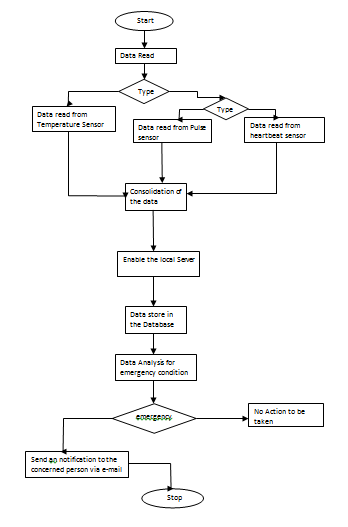 Start
Data Read
Type
Type
Data read from
Temperature Sensor
Data read from Pulse
sensor
Data read from
heartbeat sensor
Consolidation of
the data
Enable the local Server
Data store in
the Database
Data Analysis for
emergency condition
emergency
No Action to be
taken
Send an notification to the
concerned person via e-mail
Stop